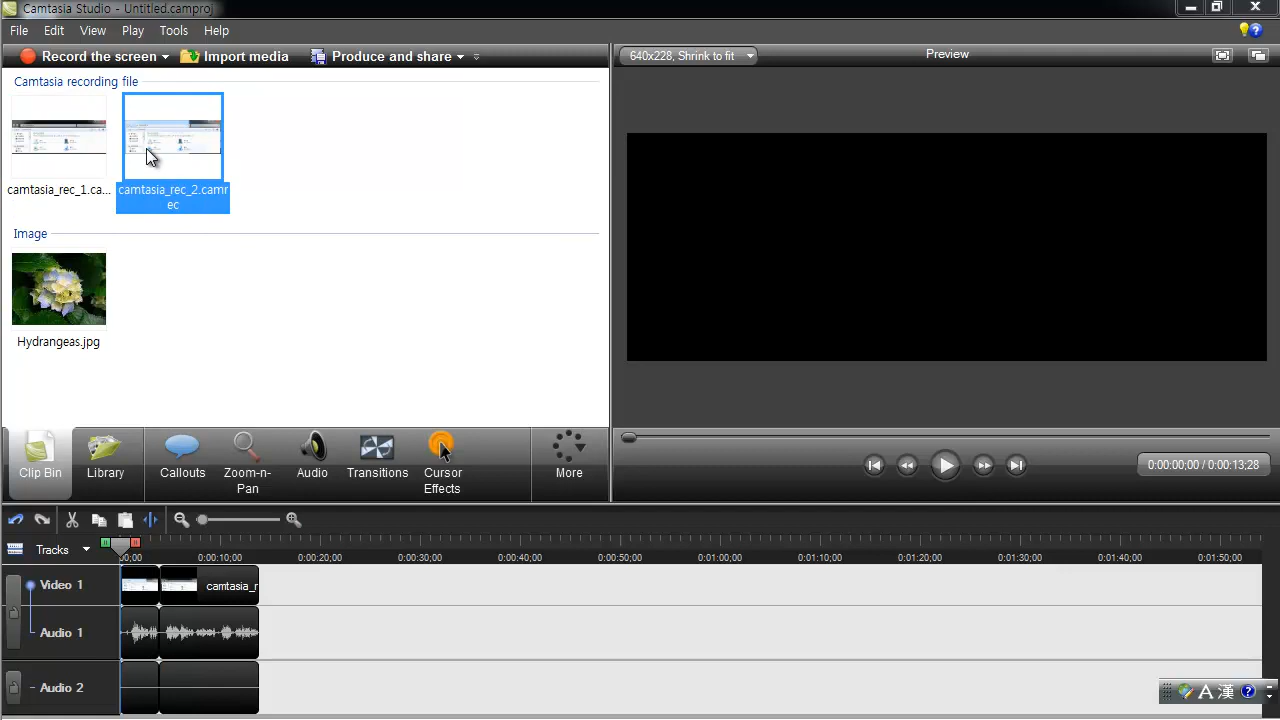 Camtasia Studio - Untitled.camproj
File Edit View Play Tools Help
Record the screen Import media Produce and share
640x228, Shrink to fit
Preview
Camtasia recording file
camtasia_rec_1.ca...
camtasia_rec_2.camr
ec
Image
Hydrangeas.jpg
Clip Bin
Library
Callouts
Zoom-n-
Pan
Audio
Transitions
Cursor
Effects
More
0:00:00;00 / 0:00:13;28
Tracks
00;00 0:00:10;00 0:00:20;00 0:00:30;00 0:00:40;00 0:00:50;00 0:01:00;00 0:01:10;00 0:01:20;00 0:01:30;00 0:01:40;00 0:01:50;00
Video 1
camtasia_r
Audio 1
Audio 2
A 漢